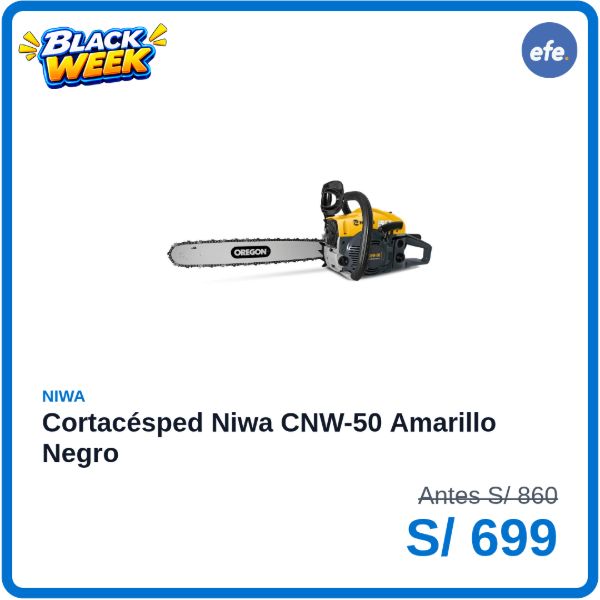 BLACK
WEEK
efe.
OREGON
NIWA
Cortacésped Niwa CNW-50 Amarillo
Negro
Antes S/ 860
S/ 699